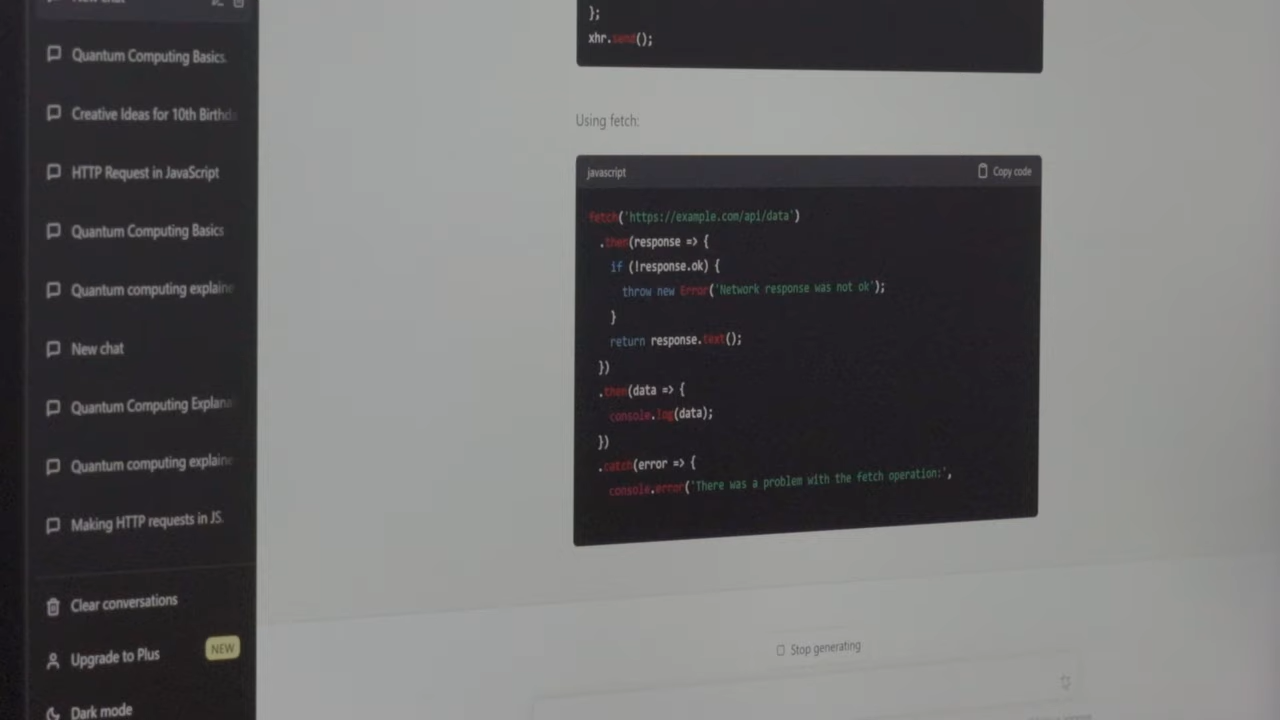 New chat
Quantum Computing Basics.
Creative Ideas for 10th Birthd
HTTP Request in JavaScript
Quantum Computing Basics
Quantum computing explaine
New chat
Quantum Computing Explana
Quantum computing explaine
Making HTTP requests in JS.
Clear conversations
Upgrade to Plus
NEW
Dark mode
};
xhr.send();
Using fetch:
javascript
Copy code
fetch('https://example.com/api/data')
.then(response => {
if (!response.ok) {
throw new Error('Network response was not ok');
}
return response.text();
})
.then(data => {
console.log(data);
})
.catch(error => {
console.error('There was a problem with the fetch operation:',
Stop generating